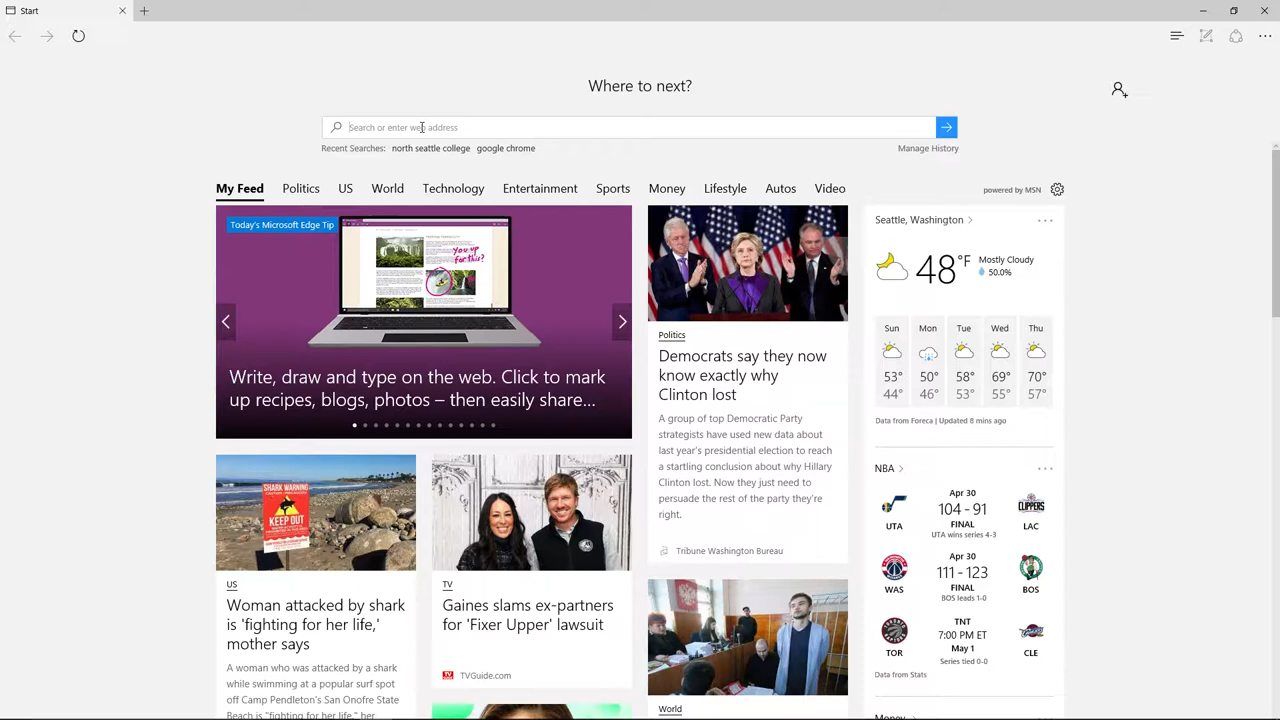 Start
Where to next?
Search or enter web address
Recent Searches: north seattle college google chrome
Manage History
My Feed Politics US World Technology Entertainment Sports Money Lifestyle Autos Video
powered by MSN
Today's Microsoft Edge Tip
you up
for this?
Write, draw and type on the web. Click to mark
up recipes, blogs, photos – then easily share...
Politics
Democrats say they now
know exactly why
Clinton lost
A group of top Democratic Party
strategists have used new data about
last year's presidential election to reach
a startling conclusion about why Hillary
Clinton lost. Now they just need to
persuade the rest of the party they're
right.
Tribune Washington Bureau
Seattle, Washington
48°F
Mostly Cloudy
50.0%
Sun Mon Tue Wed Thu
53° 50° 58° 69° 70°
44° 46° 53° 55° 57°
Data from Foreca | Updated 8 mins ago
NBA
Apr 30
104 - 91
FINAL
UTA LAC
UTA wins series 4-3
Apr 30
111 - 123
FINAL
WAS BOS
BOS leads 1-0
TNT
7:00 PM ET
May 1
TOR CLE
Series tied 0-0
Data from Stats
Money
SHARK WARNING
KEEP OUT
US
Woman attacked by shark
is 'fighting for her life,'
mother says
A woman who was attacked by a shark
while swimming at a popular surf spot
off Camp Pendleton's San Onofre State
Beach is "fighting for her life," her
TV
Gaines slams ex-partners
for 'Fixer Upper' lawsuit
TVGuide.com
World